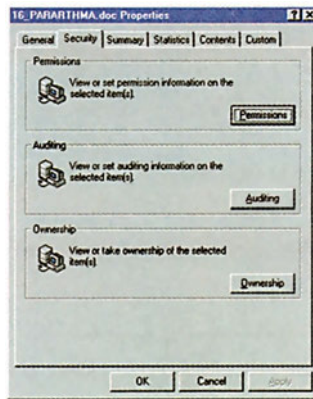 16_PARARTHMA.doc Properties
General Security Summary Statistics Contents Custom
Permissions
View or set permission information on the
selected item(s).
Permissions
Auditing
View or set auditing information on the
selected item(s).
Auditing
Ownership
View or take ownership of the selected
item(s).
Ownership
OK Cancel Apply